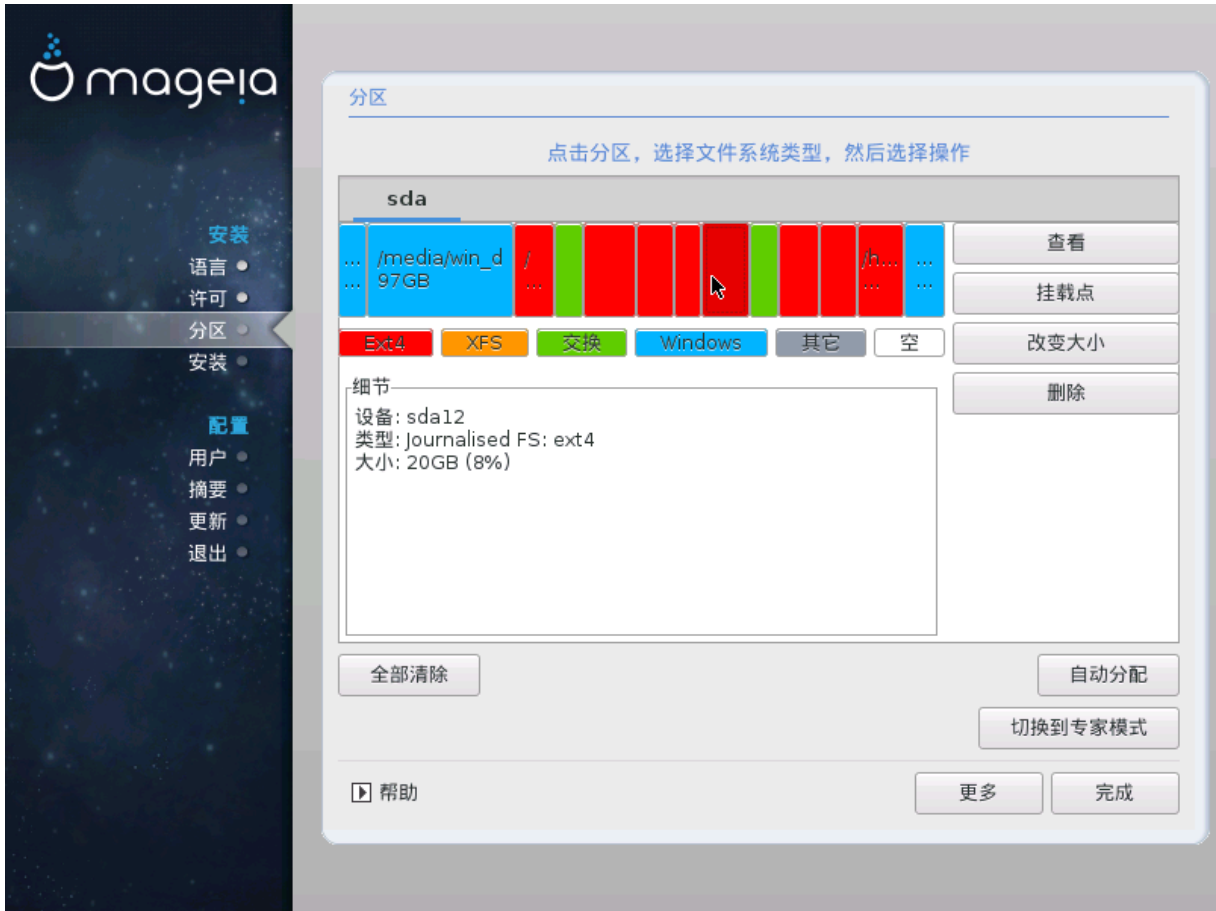 mageia
安装
语言
许可
分区
安装
配置
用户
摘要
更新
退出
分区
点击分区，选择文件系统类型，然后选择操作
sda
... /media/win_d / /h... ...
... 97GB ... ... ...
Ext4 XFS 交换 Windows 其它 空
查看
挂载点
改变大小
删除
细节
设备: sda12
类型: Journalised FS: ext4
大小: 20GB (8%)
全部清除
自动分配
切换到专家模式
帮助
更多
完成